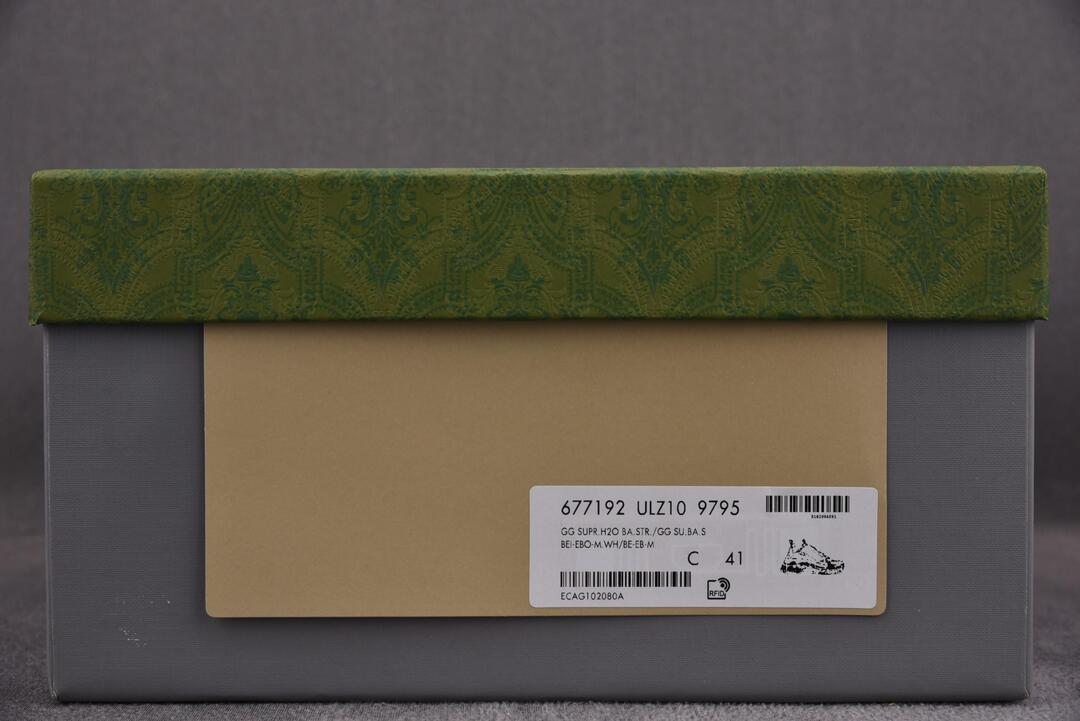 677192 ULZ10 9795
GG SUPR.H2O BA.STR./GG SU.BA.S
BEI-EBO-M.WH/BE-EB-M
C 41
ECAG102080A
RFID